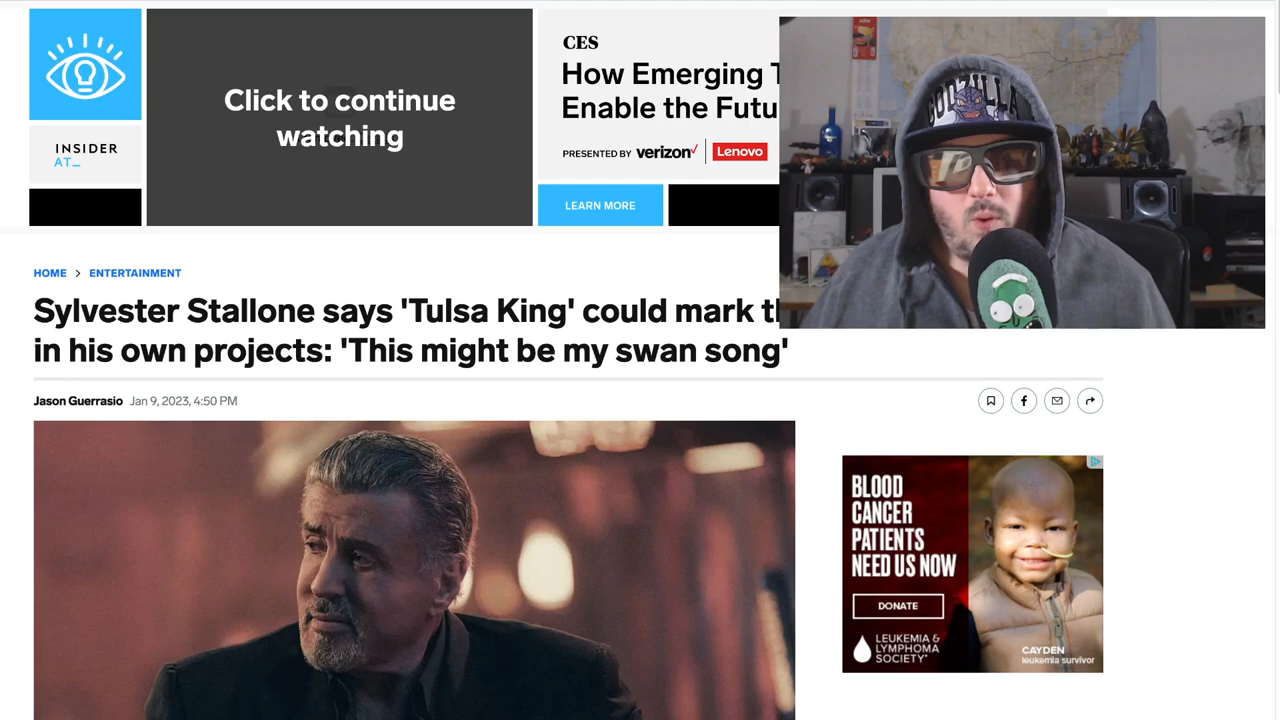 Click to continue
watching
INSIDER
AT_
CES
How Emerging
Enable the Futu
PRESENTED BY verizon Lenovo
LEARN MORE
GODZILLA
HOME > ENTERTAINMENT
Sylvester Stallone says 'Tulsa King' could mark
in his own projects: 'This might be my swan song'
Jason Guerrasio Jan 9, 2023, 4:50 PM
BLOOD
CANCER
PATIENTS
NEED US NOW
DONATE
LEUKEMIA &
LYMPHOMA
SOCIETY
CAYDEN
leukemia survivor